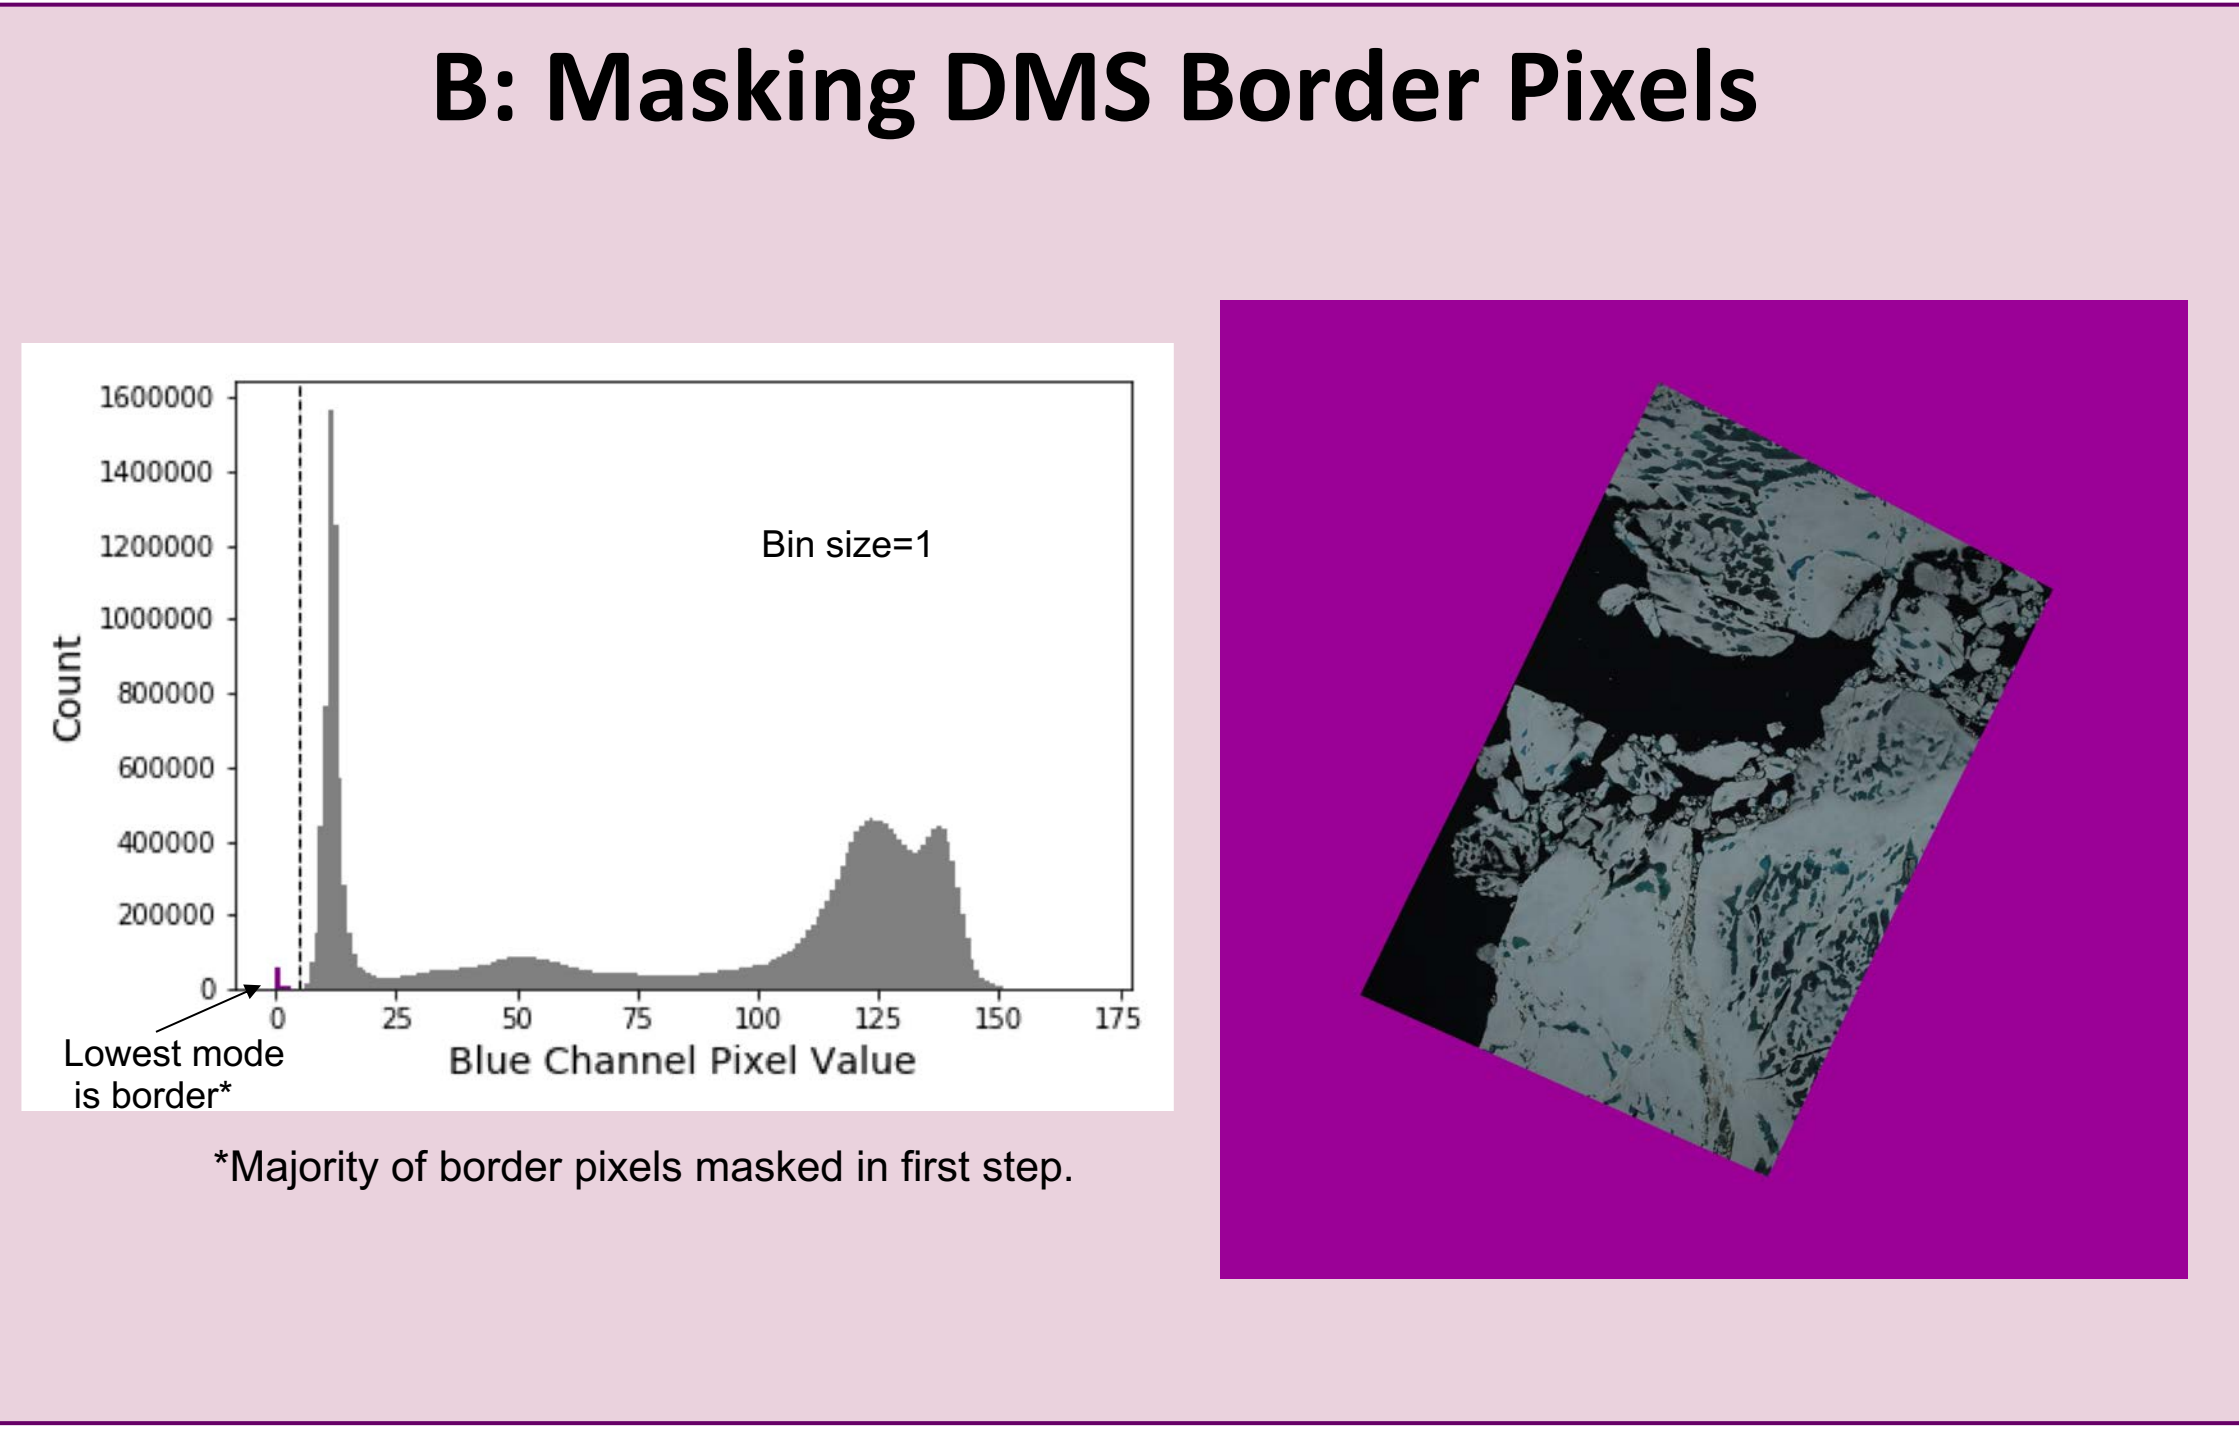 B: Masking DMS Border Pixels
1600000
1400000
1200000
1000000
800000
600000
400000
200000
0
Count
Bin size=1
0 25 50 75 100 125 150 175
Blue Channel Pixel Value
Lowest mode
is border*
*Majority of border pixels masked in first step.